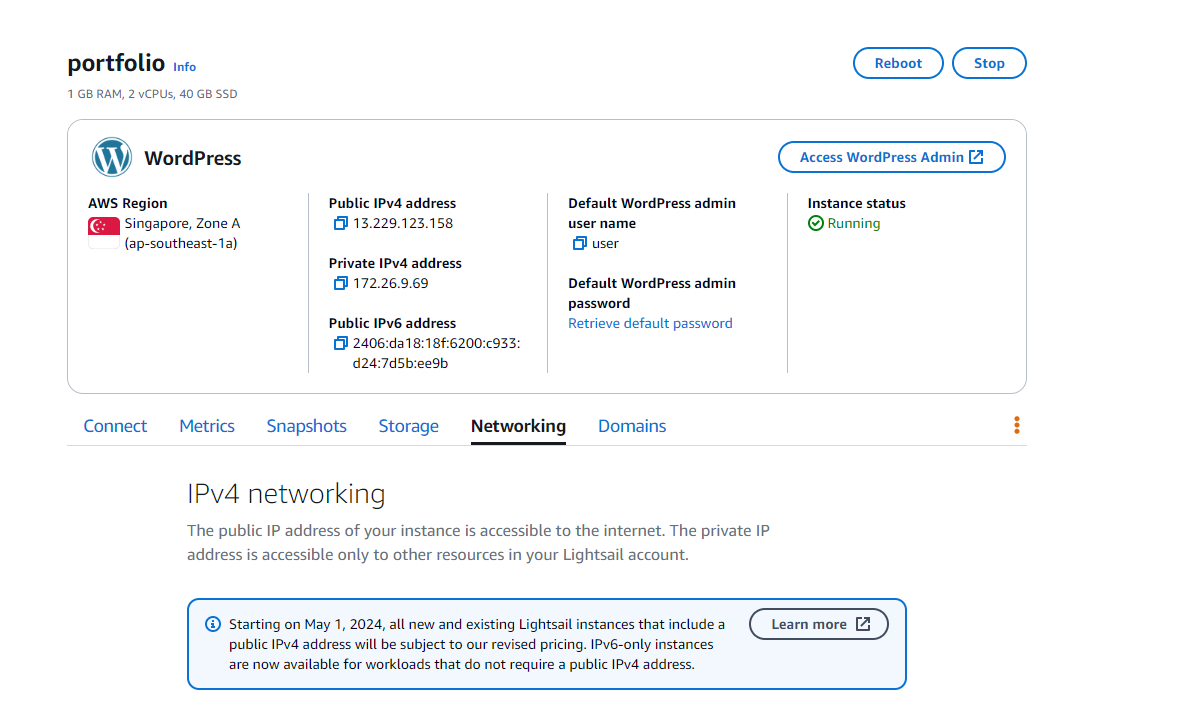 portfolio Info
Reboot
Stop
1 GB RAM, 2 vCPUs, 40 GB SSD
WordPress
Access WordPress Admin
AWS Region
Singapore, Zone A
(ap-southeast-1a)
Public IPv4 address
13.229.123.158
Private IPv4 address
172.26.9.69
Public IPv6 address
2406:da18:18f:6200:c933:
d24:7d5b:ee9b
Default WordPress admin
user name
user
Default WordPress admin
password
Retrieve default password
Instance status
Running
Connect Metrics Snapshots Storage Networking Domains
IPv4 networking
The public IP address of your instance is accessible to the internet. The private IP
address is accessible only to other resources in your Lightsail account.
Starting on May 1, 2024, all new and existing Lightsail instances that include a
public IPv4 address will be subject to our revised pricing. IPv6-only instances
are now available for workloads that do not require a public IPv4 address.
Learn more